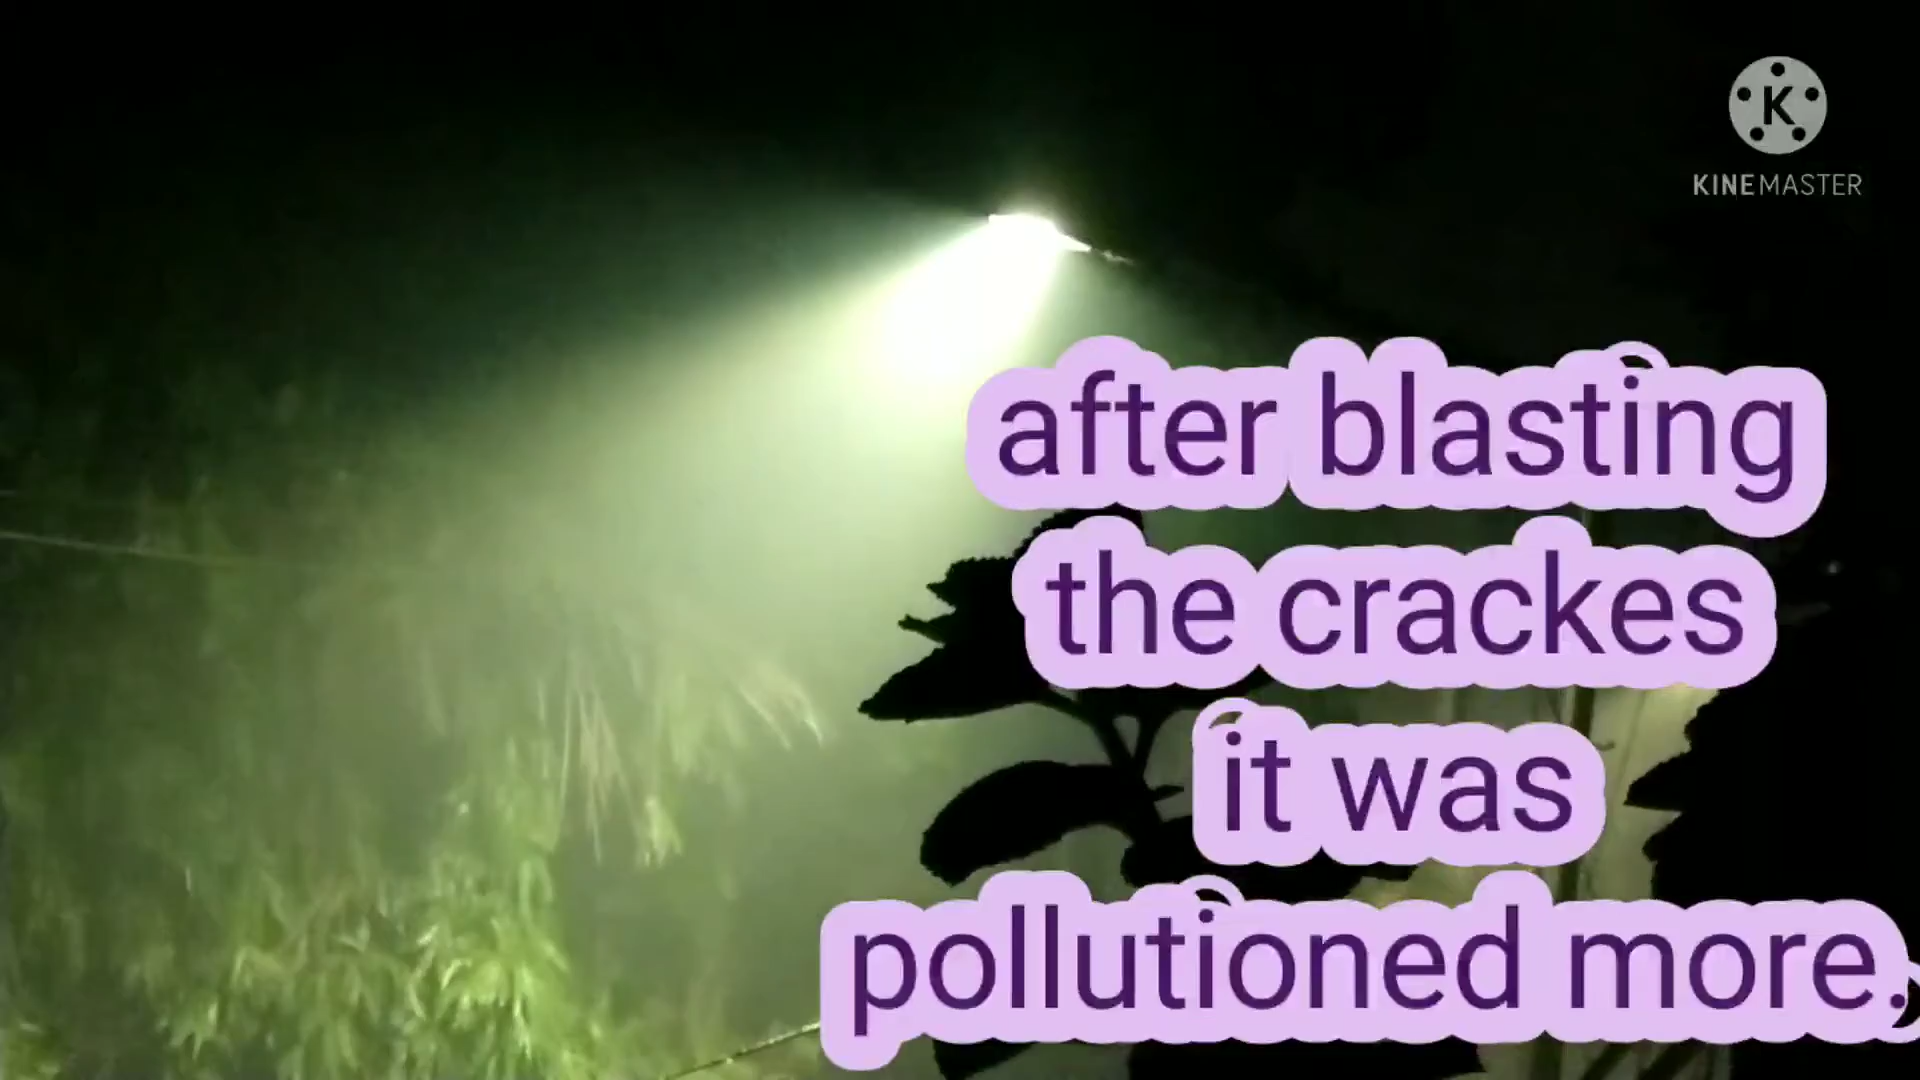 K
KINEMASTER
after blasting
the crackes
it was
pollutioned more.